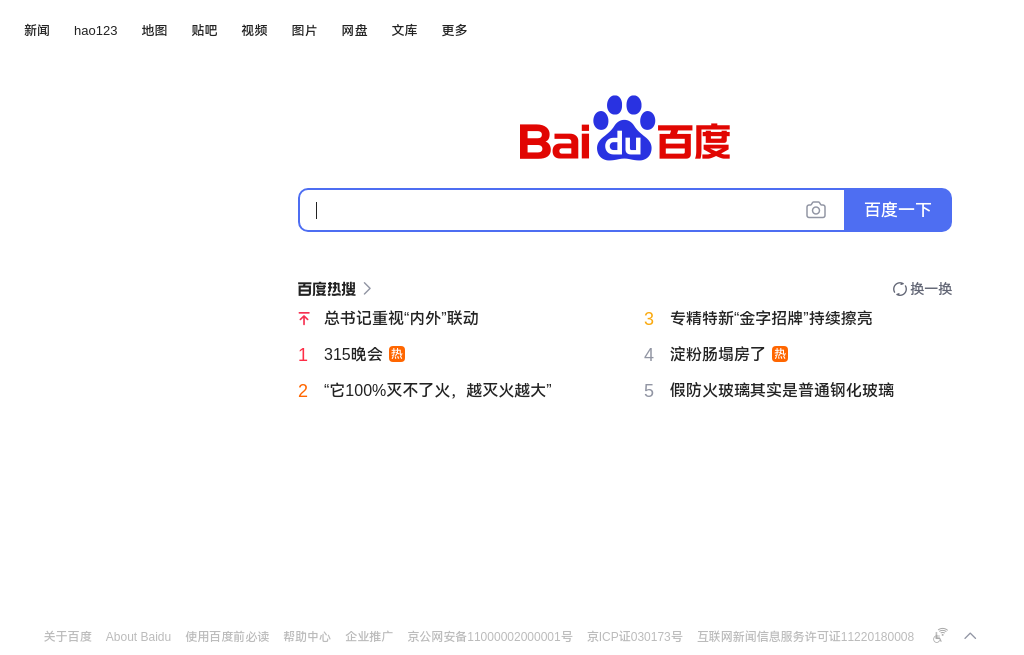 新闻 hao123 地图 贴吧 视频 图片 网盘 文库 更多
Bai du 百度
百度一下
百度热搜 换一换
总书记重视“内外”联动
1 315晚会 热
2 “它100%灭不了火，越灭火越大”
3 专精特新“金字招牌”持续擦亮
4 淀粉肠塌房了 热
5 假防火玻璃其实是普通钢化玻璃
关于百度 About Baidu 使用百度前必读 帮助中心 企业推广 京公网安备11000002000001号 京ICP证030173号 互联网新闻信息服务许可证11220180008